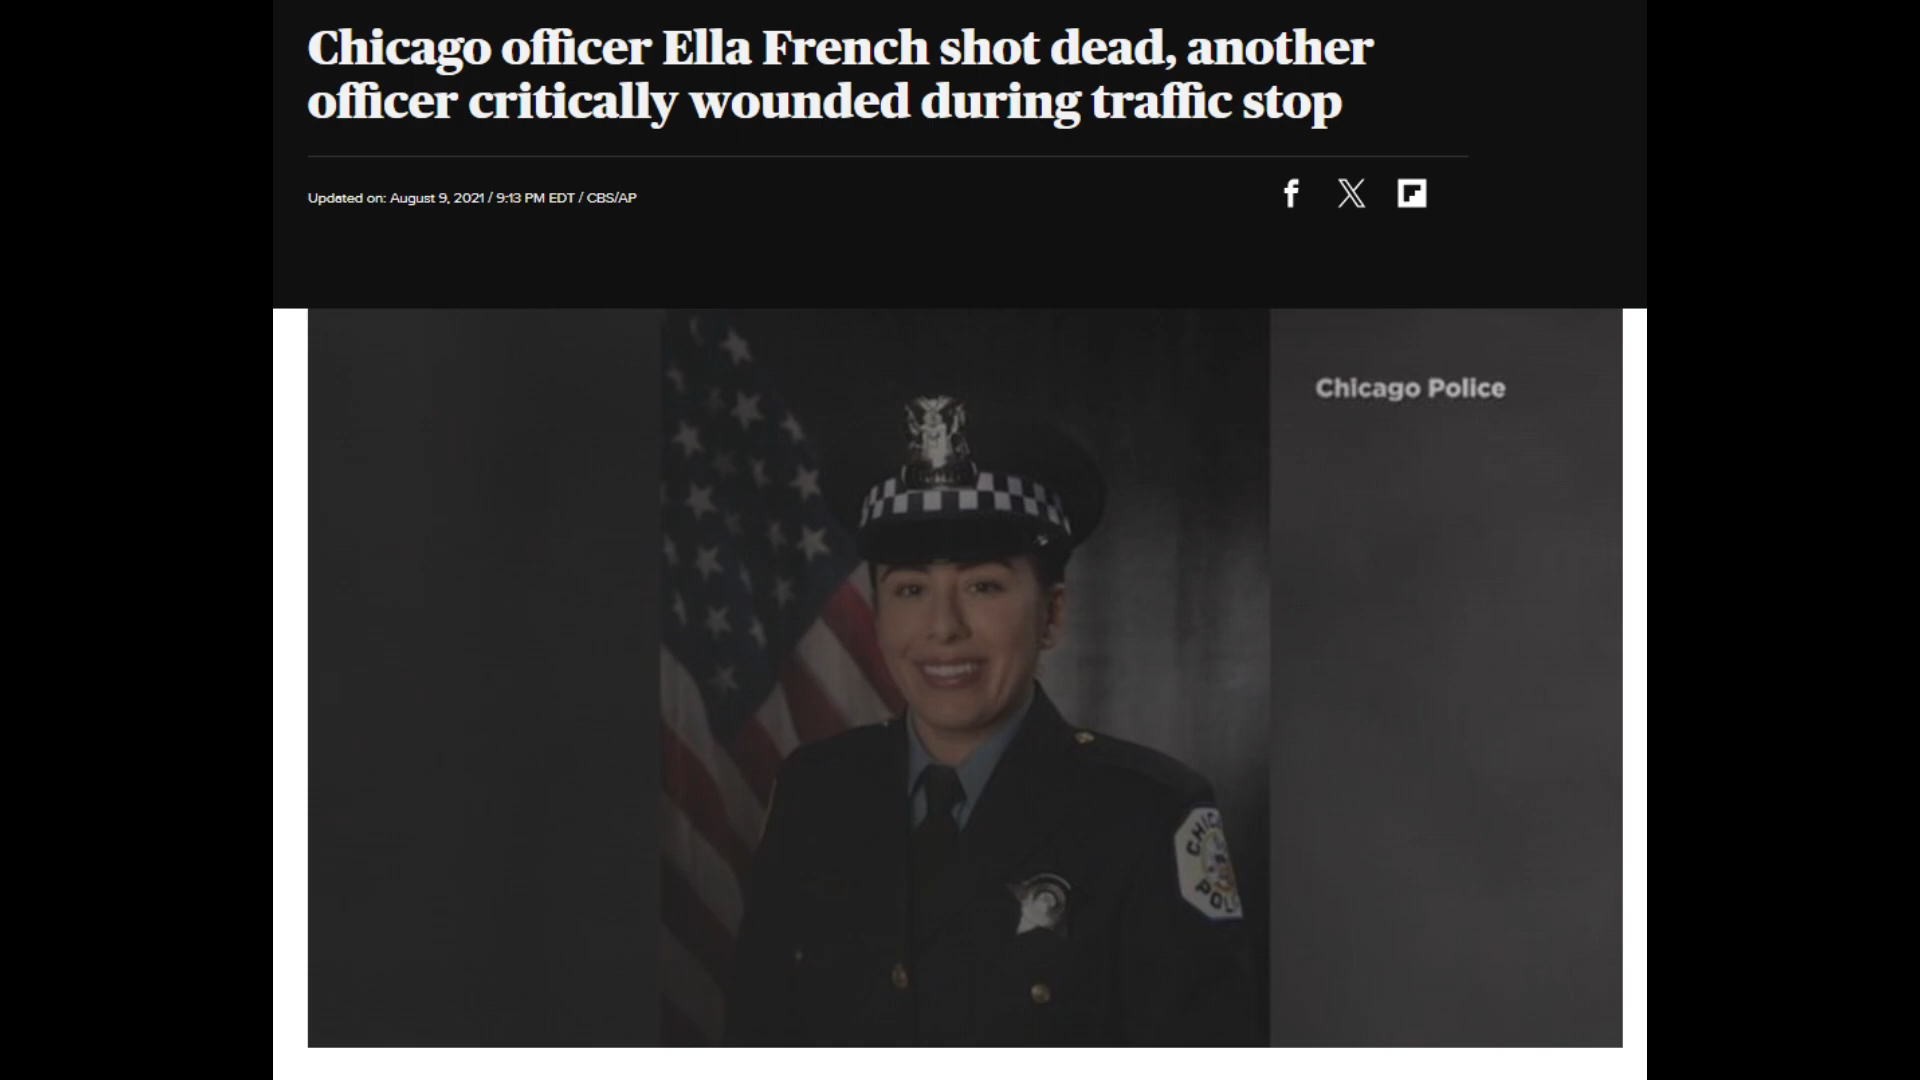 Chicago officer Ella French shot dead, another
officer critically wounded during traffic stop
Updated on: August 9, 2021 / 9:13 PM EDT / CBS/AP
Chicago Police